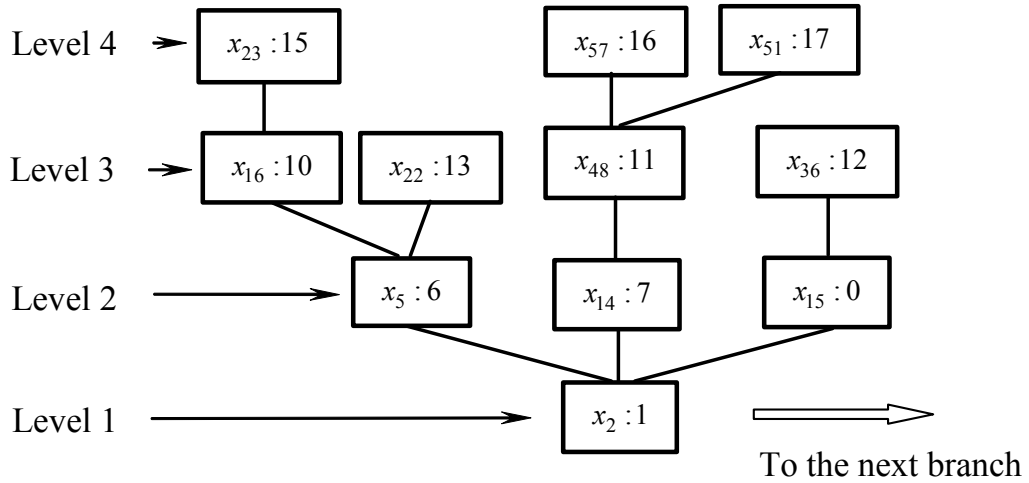 Level 4
x₂₃ : 15
x₅₇ : 16
x₅₁ : 17
Level 3
x₁₆ : 10
x₂₂ : 13
x₄₈ : 11
x₃₆ : 12
Level 2
x₅ : 6
x₁₄ : 7
x₁₅ : 0
Level 1
x₂ : 1
To the next branch